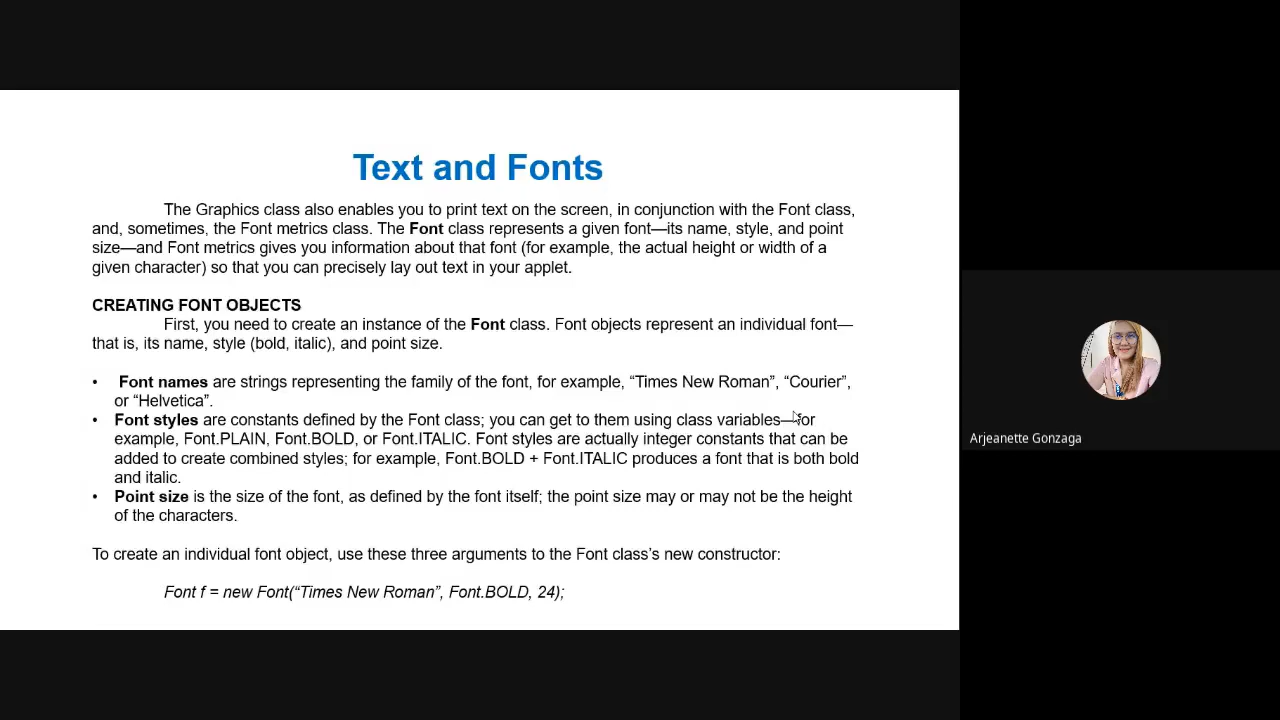 Text and Fonts
The Graphics class also enables you to print text on the screen, in conjunction with the Font class,
and, sometimes, the Font metrics class. The Font class represents a given font—its name, style, and point
size—and Font metrics gives you information about that font (for example, the actual height or width of a
given character) so that you can precisely lay out text in your applet.
CREATING FONT OBJECTS
First, you need to create an instance of the Font class. Font objects represent an individual font—
that is, its name, style (bold, italic), and point size.
• Font names are strings representing the family of the font, for example, “Times New Roman”, “Courier”,
or “Helvetica”.
• Font styles are constants defined by the Font class; you can get to them using class variables—for
example, Font.PLAIN, Font.BOLD, or Font.ITALIC. Font styles are actually integer constants that can be
added to create combined styles; for example, Font.BOLD + Font.ITALIC produces a font that is both bold
and italic.
• Point size is the size of the font, as defined by the font itself; the point size may or may not be the height
of the characters.
To create an individual font object, use these three arguments to the Font class’s new constructor:
Font f = new Font(“Times New Roman”, Font.BOLD, 24);
Arjeanette Gonzaga